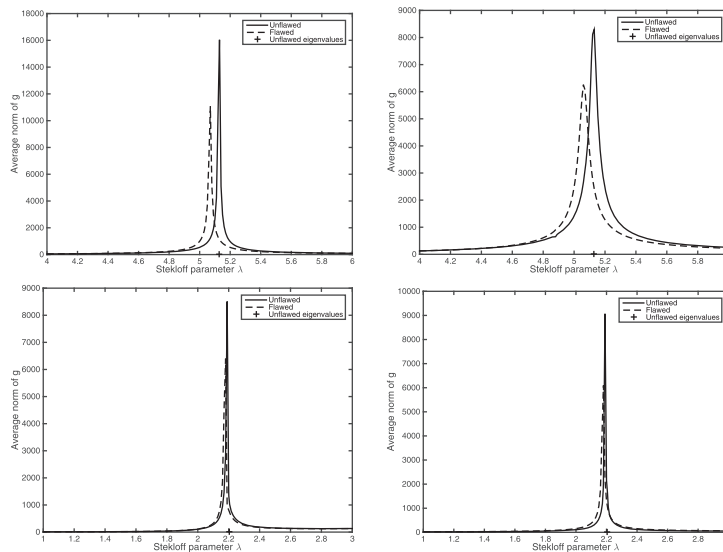 18000
16000
14000
12000
10000
8000
6000
4000
2000
0
Average norm of g
4 4.2 4.4 4.6 4.8 5 5.2 5.4 5.6 5.8 6
Stekloff parameter λ
Unflawed
Flawed
Unflawed eigenvalues
9000
8000
7000
6000
5000
4000
3000
2000
1000
0
Average norm of g
4 4.2 4.4 4.6 4.8 5 5.2 5.4 5.6 5.8
Stekloff parameter λ
Unflawed
Flawed
Unflawed eigenvalues
9000
8000
7000
6000
5000
4000
3000
2000
1000
0
Average norm of g
1 1.2 1.4 1.6 1.8 2 2.2 2.4 2.6 2.8 3
Stekloff parameter λ
Unflawed
Flawed
Unflawed eigenvalues
10000
9000
8000
7000
6000
5000
4000
3000
2000
1000
0
Average norm of g
1 1.2 1.4 1.6 1.8 2 2.2 2.4 2.6 2.8
Stekloff parameter λ
Unflawed
Flawed
Unflawed eigenvalues